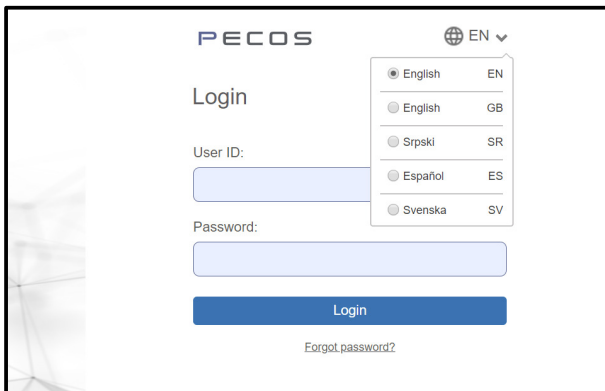 PECOS
EN
English EN
English GB
Srpski SR
Español ES
Svenska SV
Login
User ID:
Password:
Login
Forgot password?